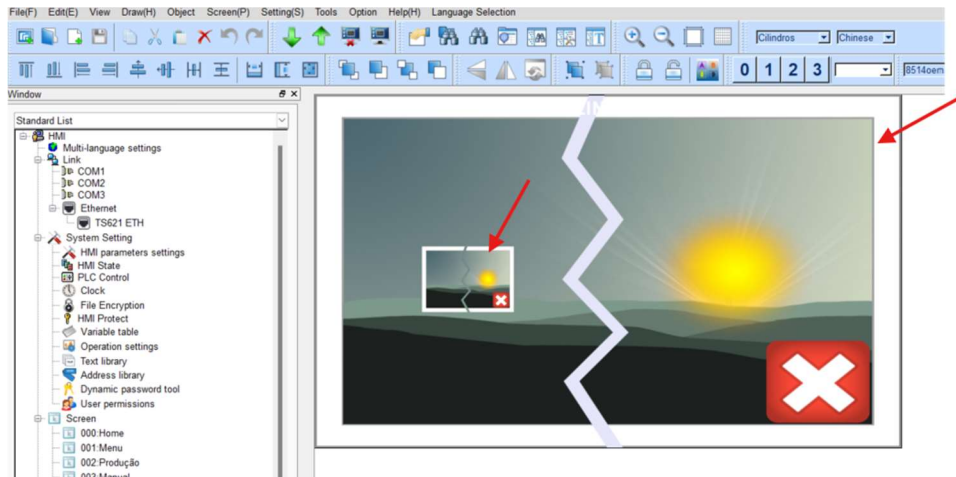 File(F) Edit(E) View Draw(H) Object Screen(P) Setting(S) Tools Option Help(H) Language Selection
Cilindros Chinese
0 1 2 3 8514oem
Window
Standard List
HMI
Multi-language settings
Link
COM1
COM2
COM3
Ethernet
TS621 ETH
System Setting
HMI parameters settings
HMI State
PLC Control
Clock
File Encryption
HMI Protect
Variable table
Operation settings
Text library
Address library
Dynamic password tool
User permissions
Screen
000:Home
001:Menu
002:Produção
003:Manual